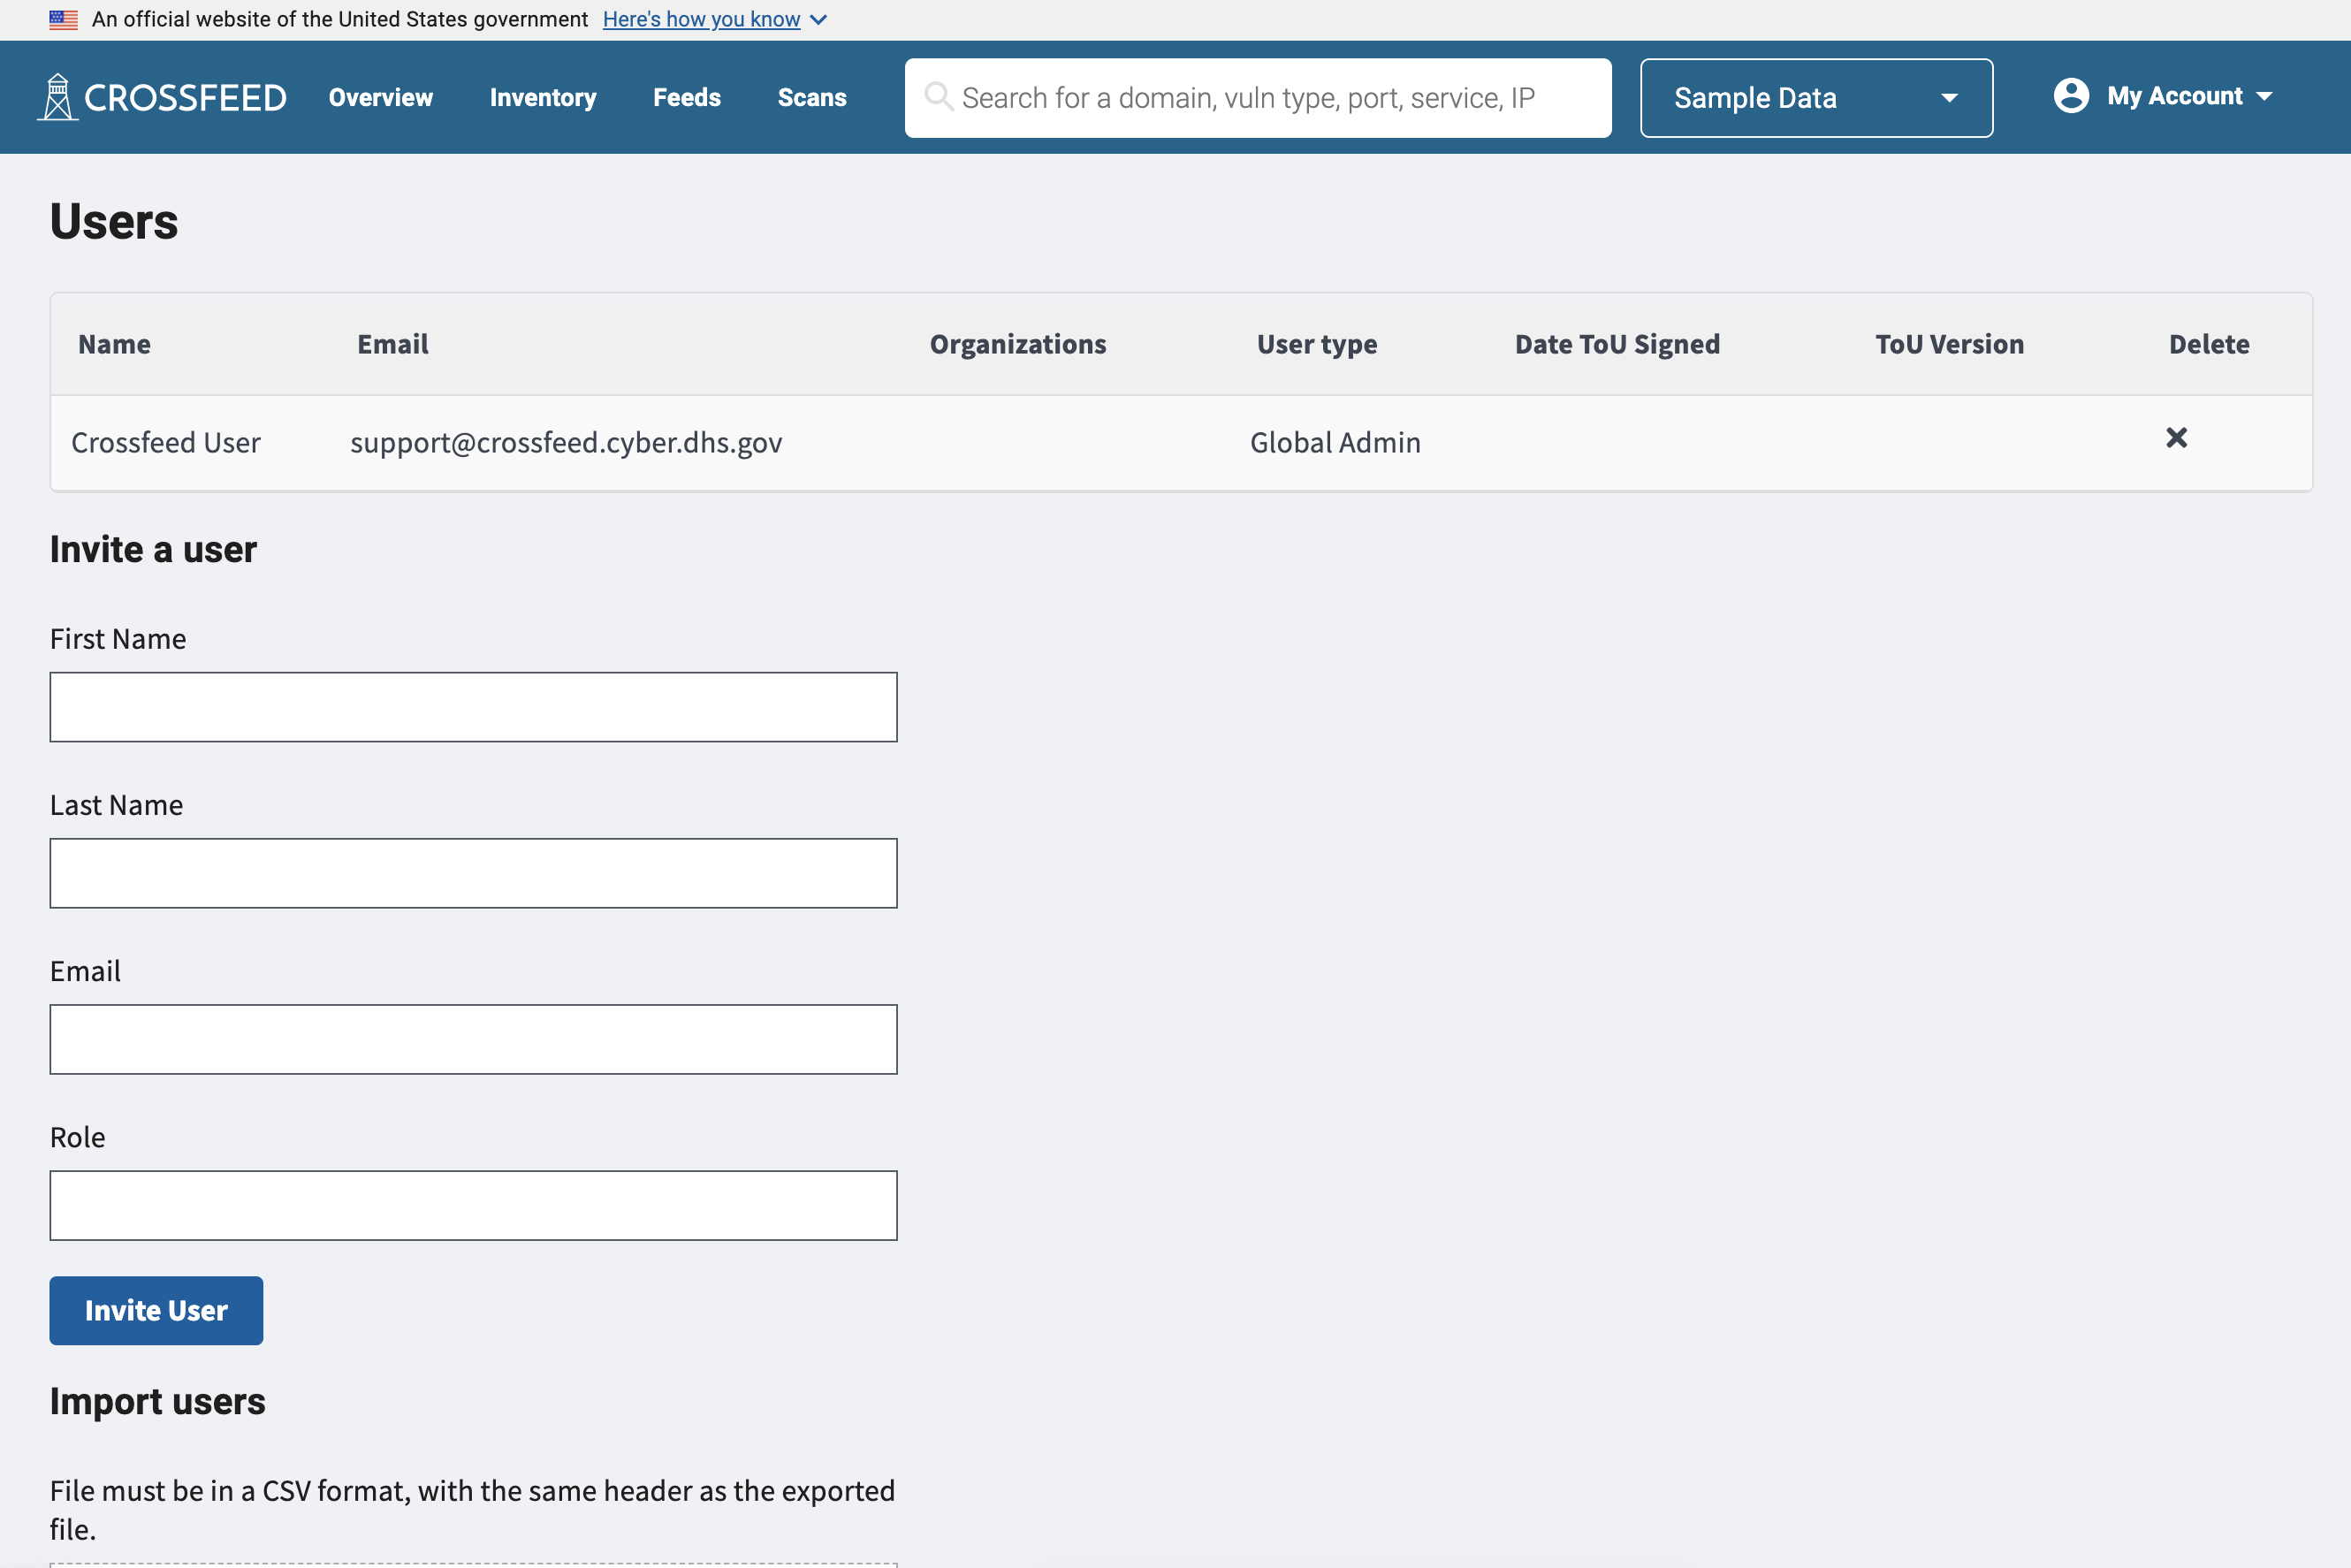 An official website of the United States government Here's how you know
CROSSFEED Overview Inventory Feeds Scans Search for a domain, vuln type, port, service, IP Sample Data My Account
Users
Name Email Organizations User type Date ToU Signed ToU Version Delete
Crossfeed User support@crossfeed.cyber.dhs.gov Global Admin
Invite a user
First Name
Last Name
Email
Role
Invite User
Import users
File must be in a CSV format, with the same header as the exported
file.